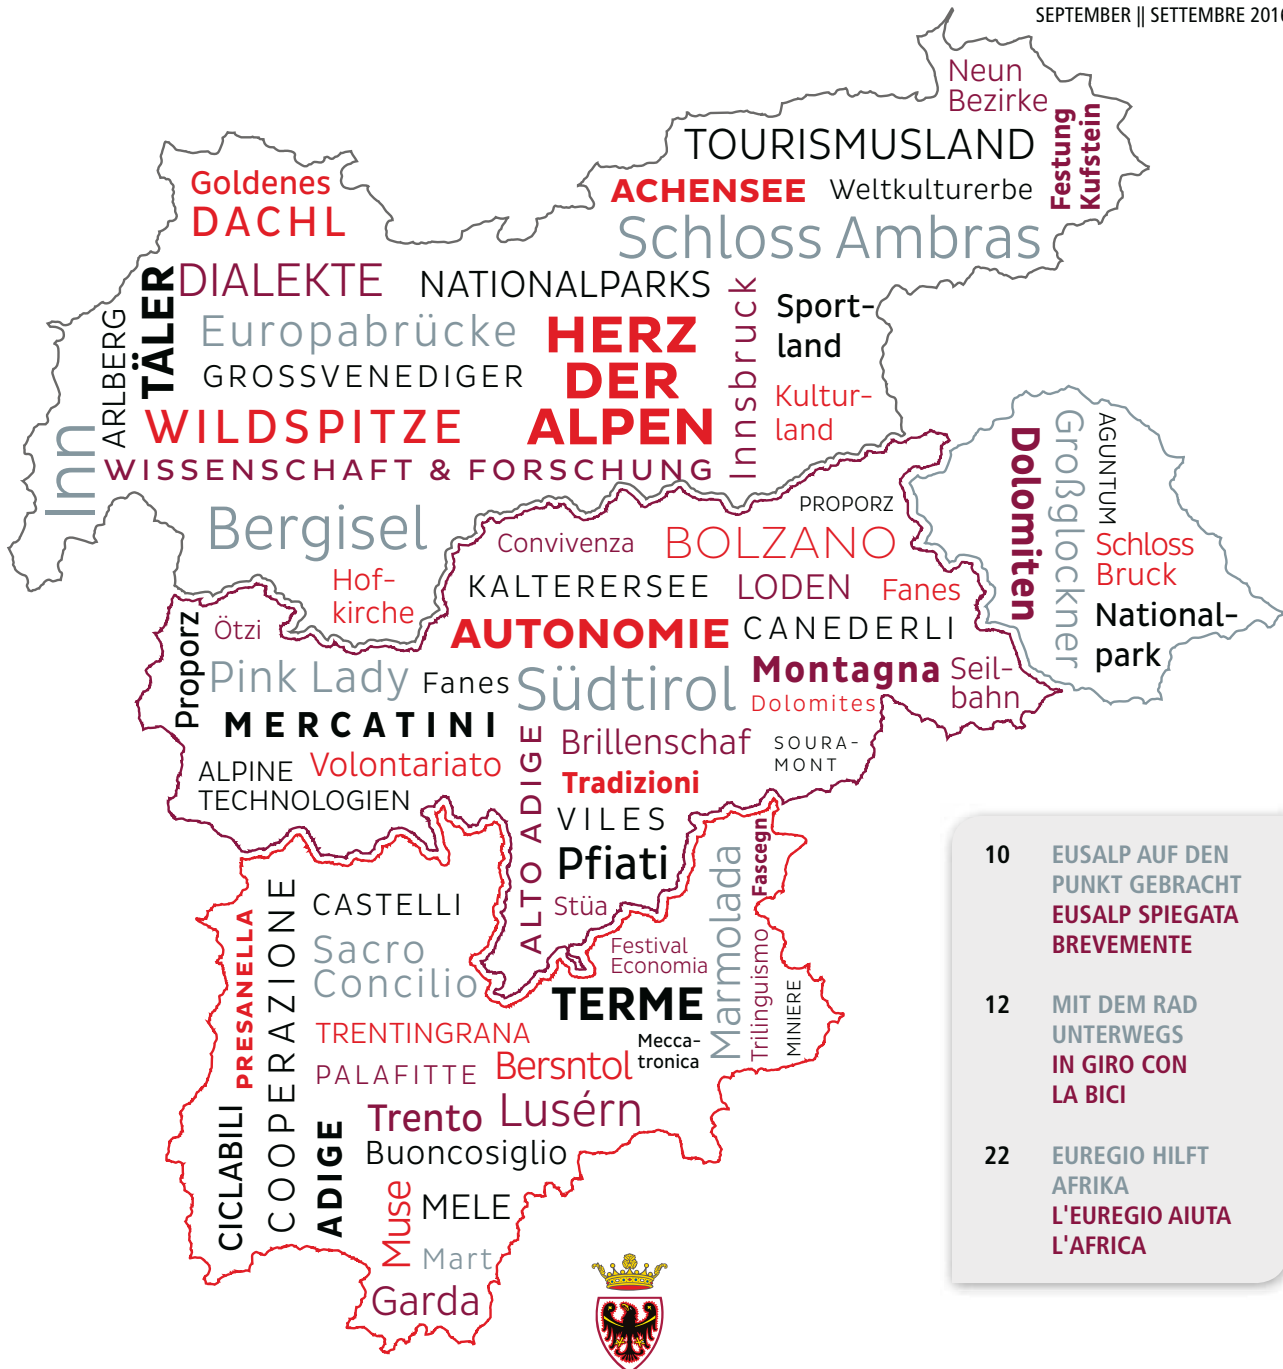 SEPTEMBER || SETTEMBRE 2016
Neun
Bezirke
TOURISMUSLAND
Festung
Kufstein
Goldenes
DACHL
ACHENSEE
Weltkulturerbe
Schloss Ambras
DIALEKTE
NATIONALPARKS
TÄLER
ARLBERG
Europabrücke
HERZ
DER
ALPEN
Innsbruck
Sport-
land
GROSSVENEDIGER
Kultur-
land
WILDSPITZE
Inn
WISSENSCHAFT & FORSCHUNG
Bergisel
Hof-
kirche
Dolomiten
Großglockner
AGUNTUM
Schloss
Bruck
National-
park
PROPORZ
Convivenza
BOLZANO
KALTERERSEE
LODEN
Fanes
Proporz
Ötzi
AUTONOMIE
CANEDERLI
Pink Lady
Fanes
Südtirol
Montagna
Seil-
bahn
Dolomites
MERCATINI
ALTO ADIGE
Brillenschaf
SOURA-
MONT
ALPINE
TECHNOLOGIEN
Volontariato
Tradizioni
VILES
Pfiati
Stüa
PRESANELLA
COOPERAZIONE
CASTELLI
Sacro
Concilio
Festival
Economia
Marmolada
Fascegn
Trilinguismo
MINIERE
TERME
TRENTINGRANA
Mecca-
tronica
PALAFITTE
Bersntol
CICLABILI
ADIGE
Trento
Lusérn
Buoncosiglio
Muse
MELE
Mart
Garda
10
EUSALP AUF DEN
PUNKT GEBRACHT
EUSALP SPIEGATA
BREVEMENTE
12
MIT DEM RAD
UNTERWEGS
IN GIRO CON
LA BICI
22
EUREGIO HILFT
AFRIKA
L'EUREGIO AIUTA
L'AFRICA